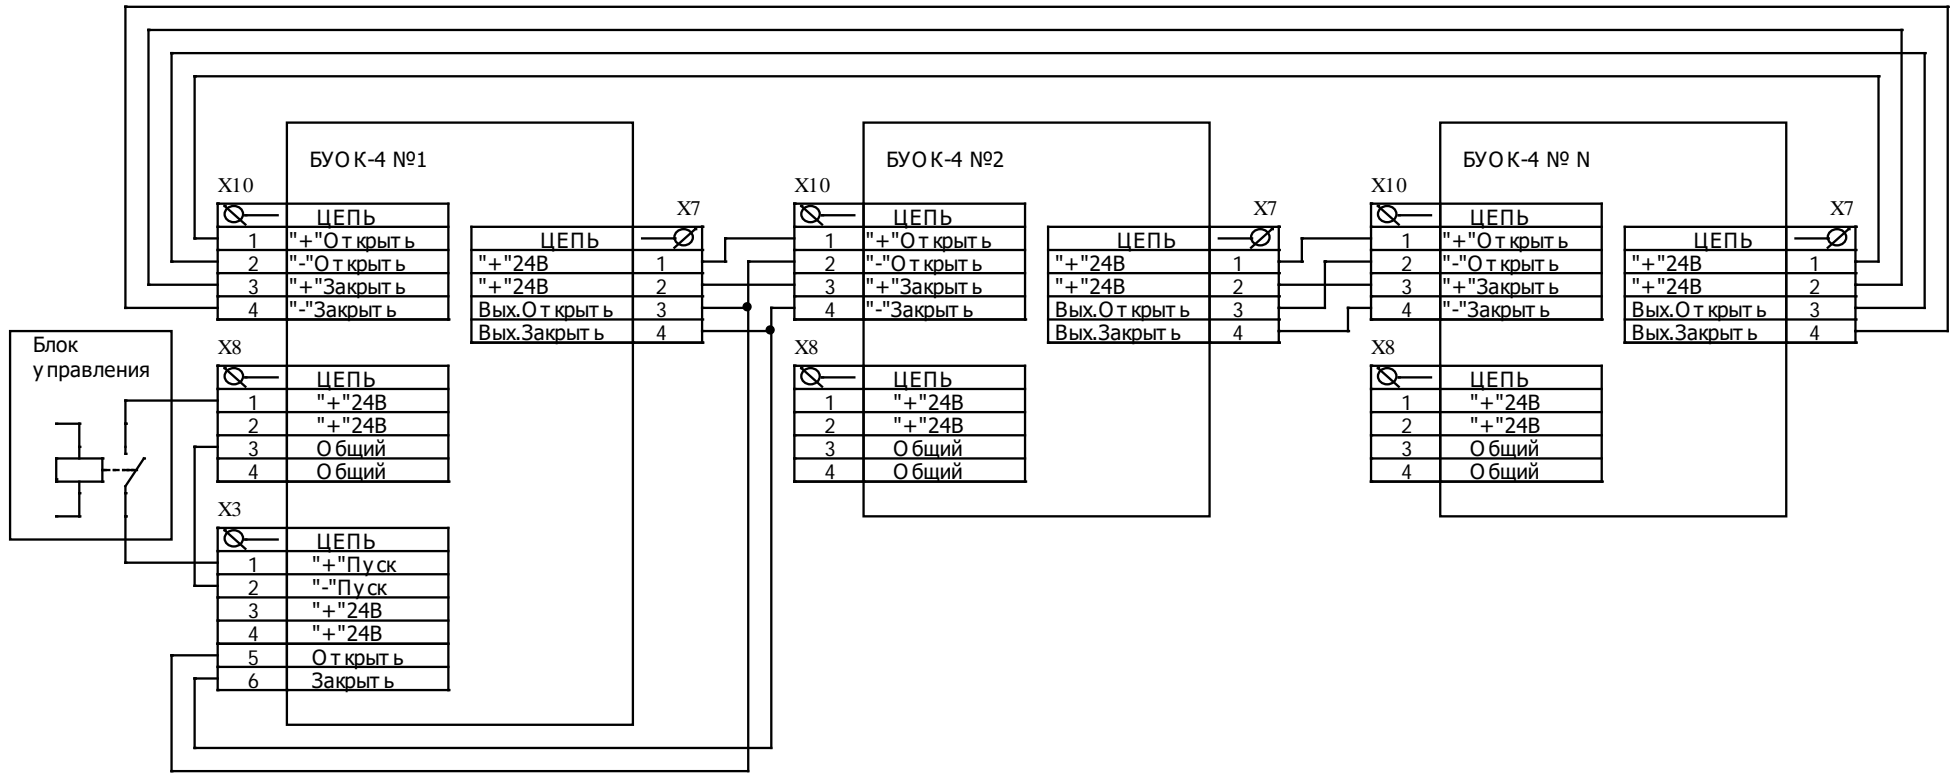 БУОК-4 №1
X10
ЦЕПЬ
1 "+"Открыть
2 "-"Открыть
3 "+"Закрыть
4 "-"Закрыть
X7
ЦЕПЬ
"+"24В 1
"+"24В 2
Вых.Открыть 3
Вых.Закрыть 4
X8
ЦЕПЬ
1 "+"24В
2 "+"24В
3 Общий
4 Общий
X3
ЦЕПЬ
1 "+"Пуск
2 "-"Пуск
3 "+"24В
4 "+"24В
5 Открыть
6 Закрыть
Блок
управления
БУОК-4 №2
X10
ЦЕПЬ
1 "+"Открыть
2 "-"Открыть
3 "+"Закрыть
4 "-"Закрыть
X7
ЦЕПЬ
"+"24В 1
"+"24В 2
Вых.Открыть 3
Вых.Закрыть 4
X8
ЦЕПЬ
1 "+"24В
2 "+"24В
3 Общий
4 Общий
БУОК-4 № N
X10
ЦЕПЬ
1 "+"Открыть
2 "-"Открыть
3 "+"Закрыть
4 "-"Закрыть
X7
ЦЕПЬ
"+"24В 1
"+"24В 2
Вых.Открыть 3
Вых.Закрыть 4
X8
ЦЕПЬ
1 "+"24В
2 "+"24В
3 Общий
4 Общий